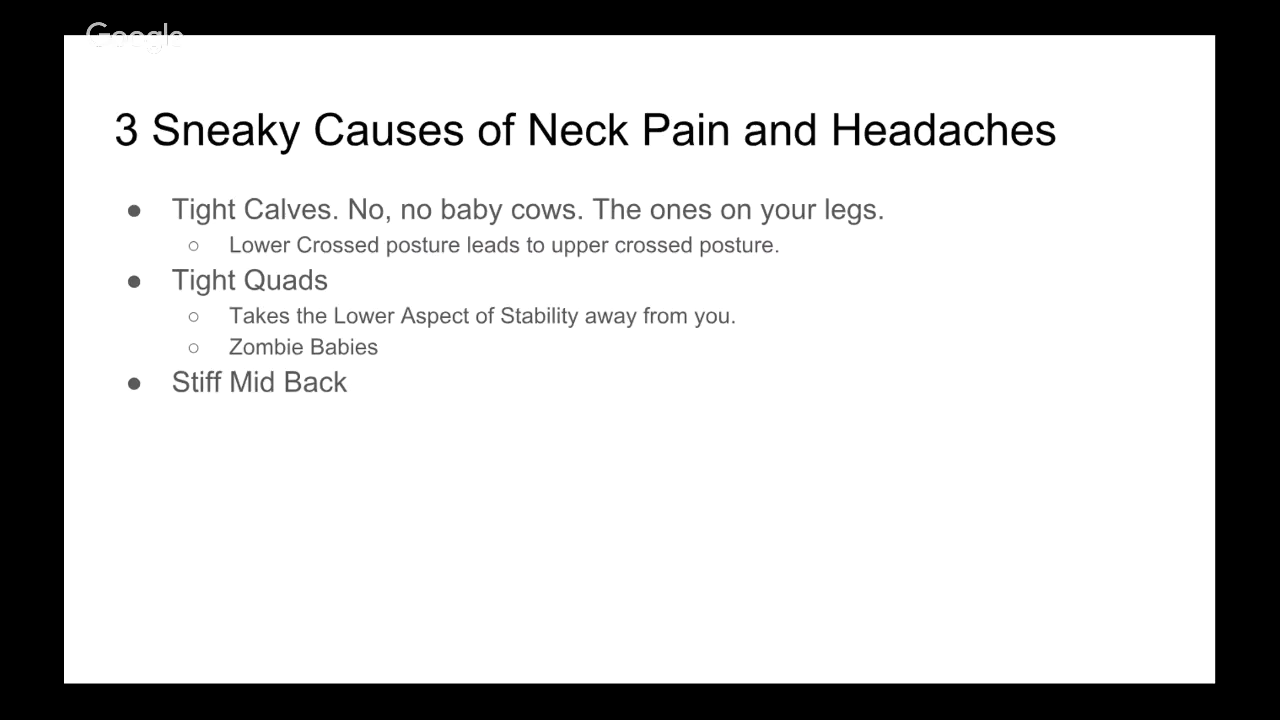 Google
3 Sneaky Causes of Neck Pain and Headaches
● Tight Calves. No, no baby cows. The ones on your legs.
○ Lower Crossed posture leads to upper crossed posture.
● Tight Quads
○ Takes the Lower Aspect of Stability away from you.
○ Zombie Babies
● Stiff Mid Back